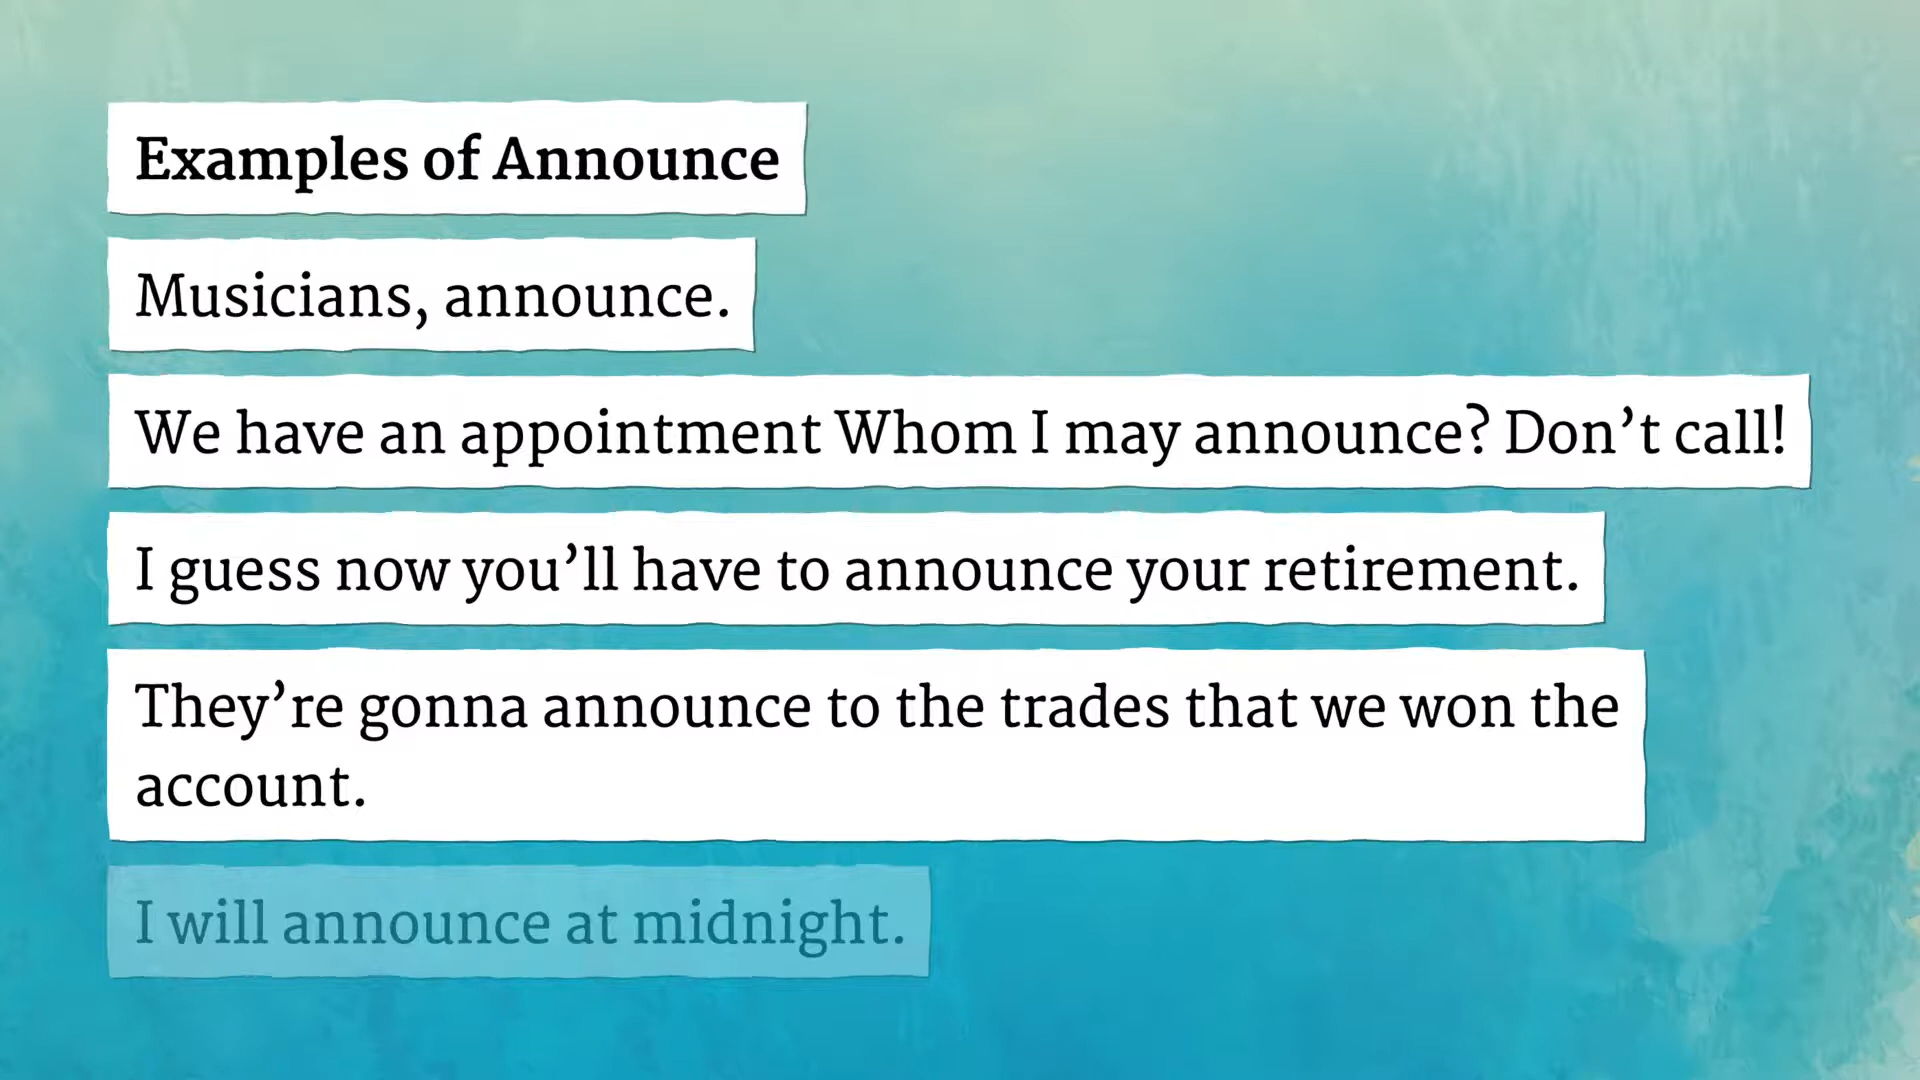 Examples of Announce
Musicians, announce.
We have an appointment Whom I may announce? Don’t call!
I guess now you’ll have to announce your retirement.
They’re gonna announce to the trades that we won the
account.
I will announce at midnight.